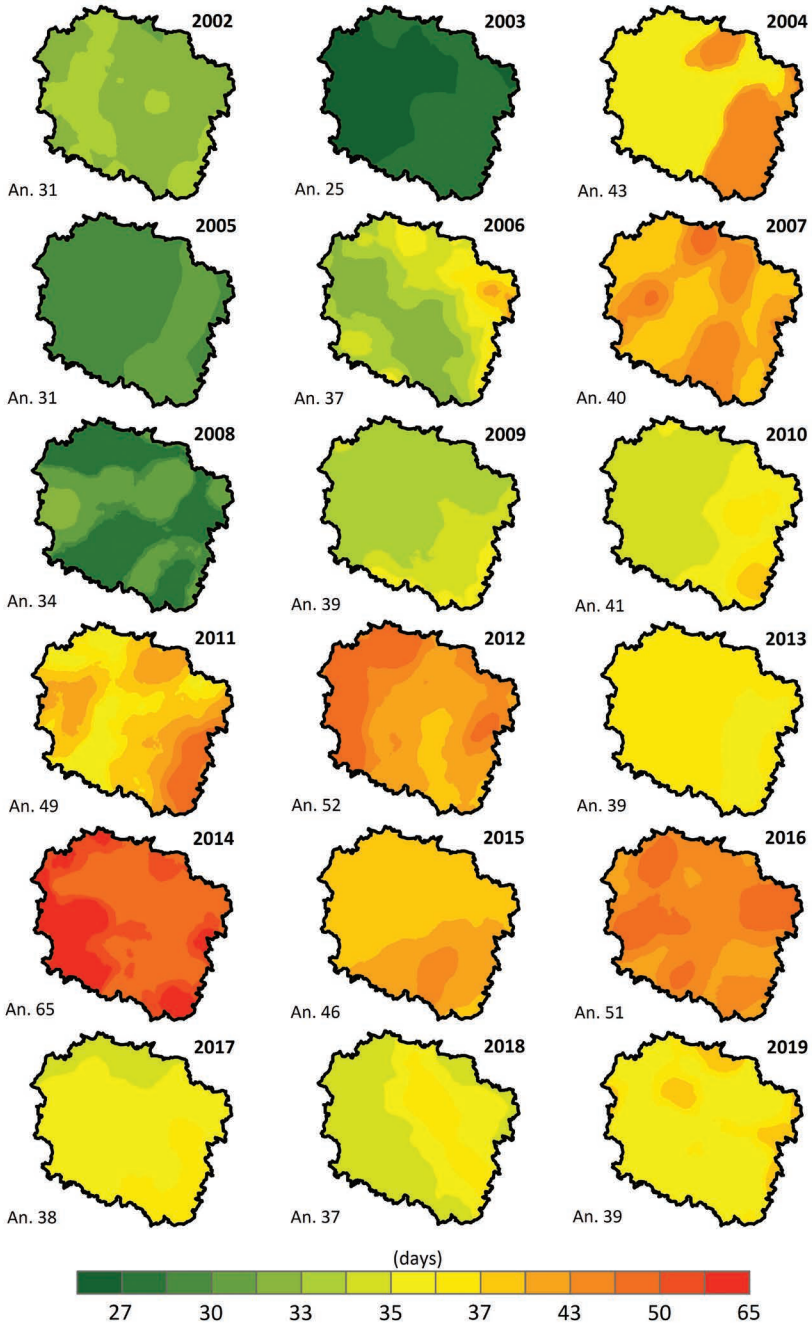 2002
2003
2004
An. 31
An. 25
An. 43
2005
2006
2007
An. 31
An. 37
An. 40
2008
2009
2010
An. 34
An. 39
An. 41
2011
2012
2013
An. 49
An. 52
An. 39
2014
2015
2016
An. 65
An. 46
An. 51
2017
2018
2019
An. 38
An. 37
An. 39
(days)
27 30 33 35 37 43 50 65